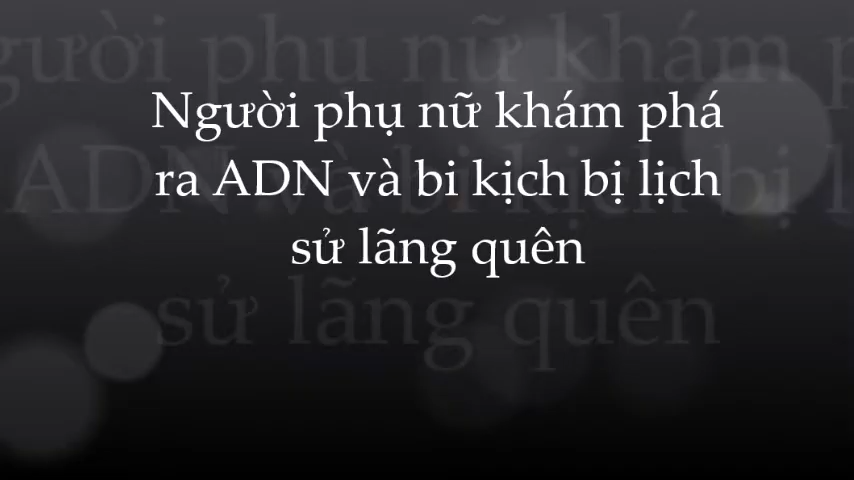 Người phụ nữ khám phá
ra ADN và bi kịch bị lịch
sử lãng quên